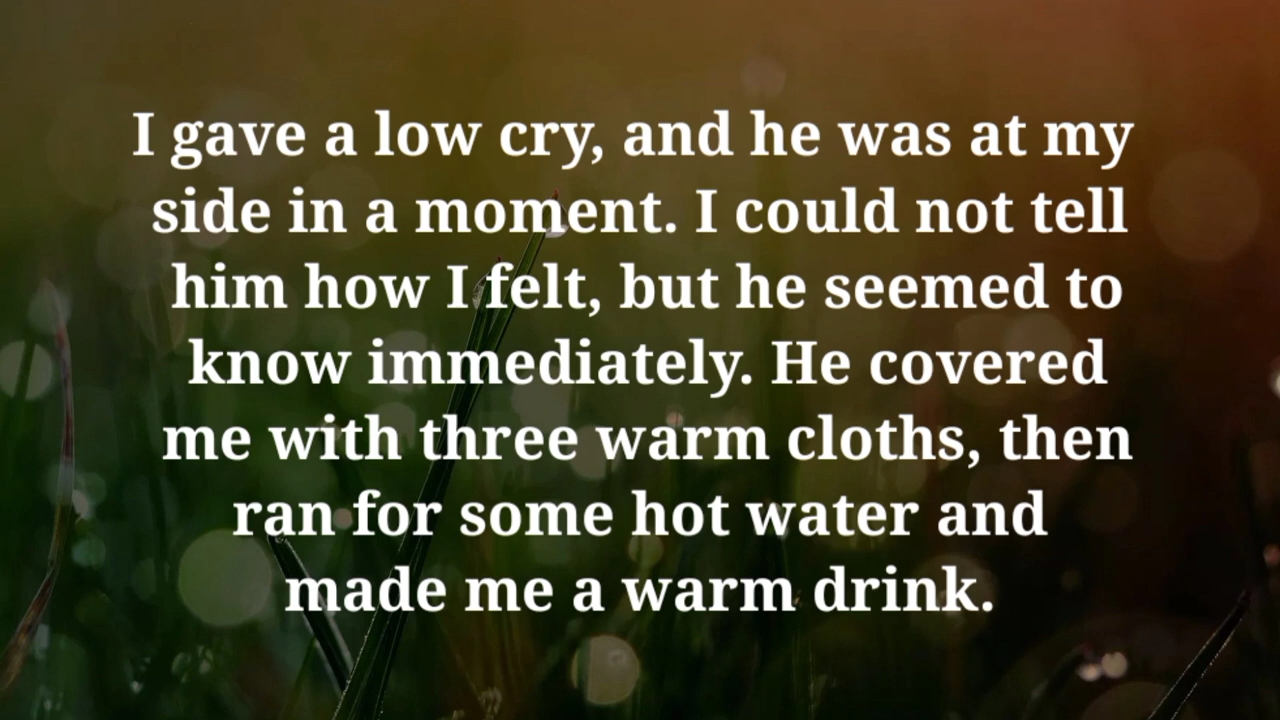 I gave a low cry, and he was at my
side in a moment. I could not tell
him how I felt, but he seemed to
know immediately. He covered
me with three warm cloths, then
ran for some hot water and
made me a warm drink.